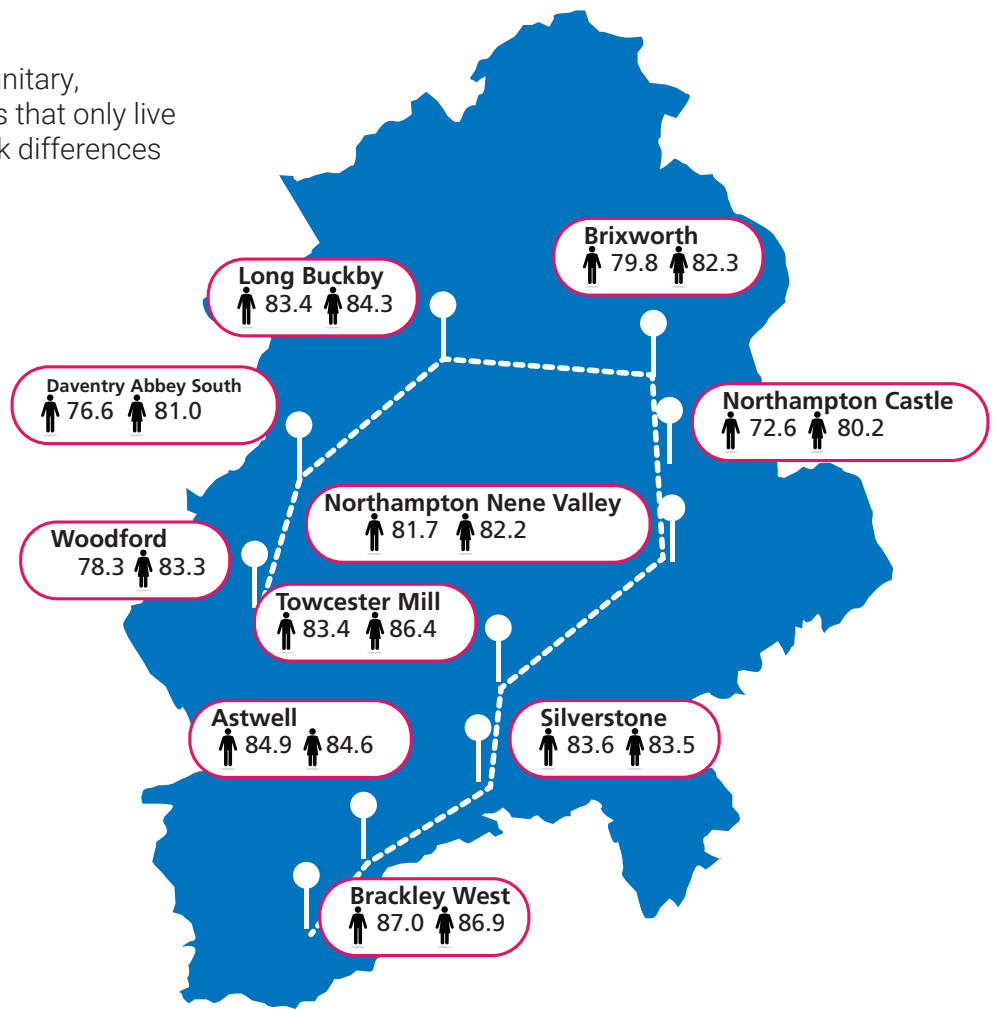 nitary,
s that only live
k differences
Brixworth
79.8 82.3
Long Buckby
83.4 84.3
Daventry Abbey South
76.6 81.0
Northampton Castle
72.6 80.2
Northampton Nene Valley
81.7 82.2
Woodford
78.3 83.3
Towcester Mill
83.4 86.4
Astwell
84.9 84.6
Silverstone
83.6 83.5
Brackley West
87.0 86.9